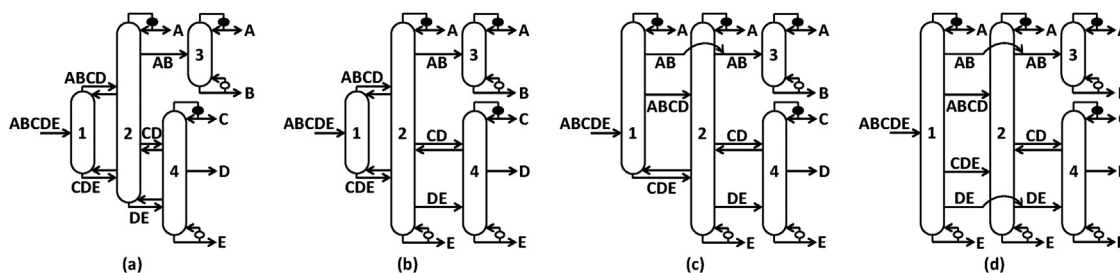 A A A A A A A A
3 3 3 3
AB AB AB AB AB AB
ABCD ABCD B B B B
ABCD ABCD
C C C C
ABCDE 1 2 CD ABCDE 1 2 CD ABCDE 1 2 CD ABCDE 1 2 CD
4 D 4 D 4 D 4 D
CDE CDE CDE CDE
DE DE DE DE DE
E E E E E E E
(a) (b) (c) (d)